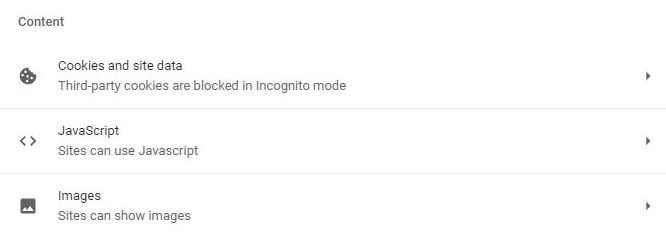 Content
Cookies and site data
Third-party cookies are blocked in Incognito mode
JavaScript
Sites can use Javascript
Images
Sites can show images